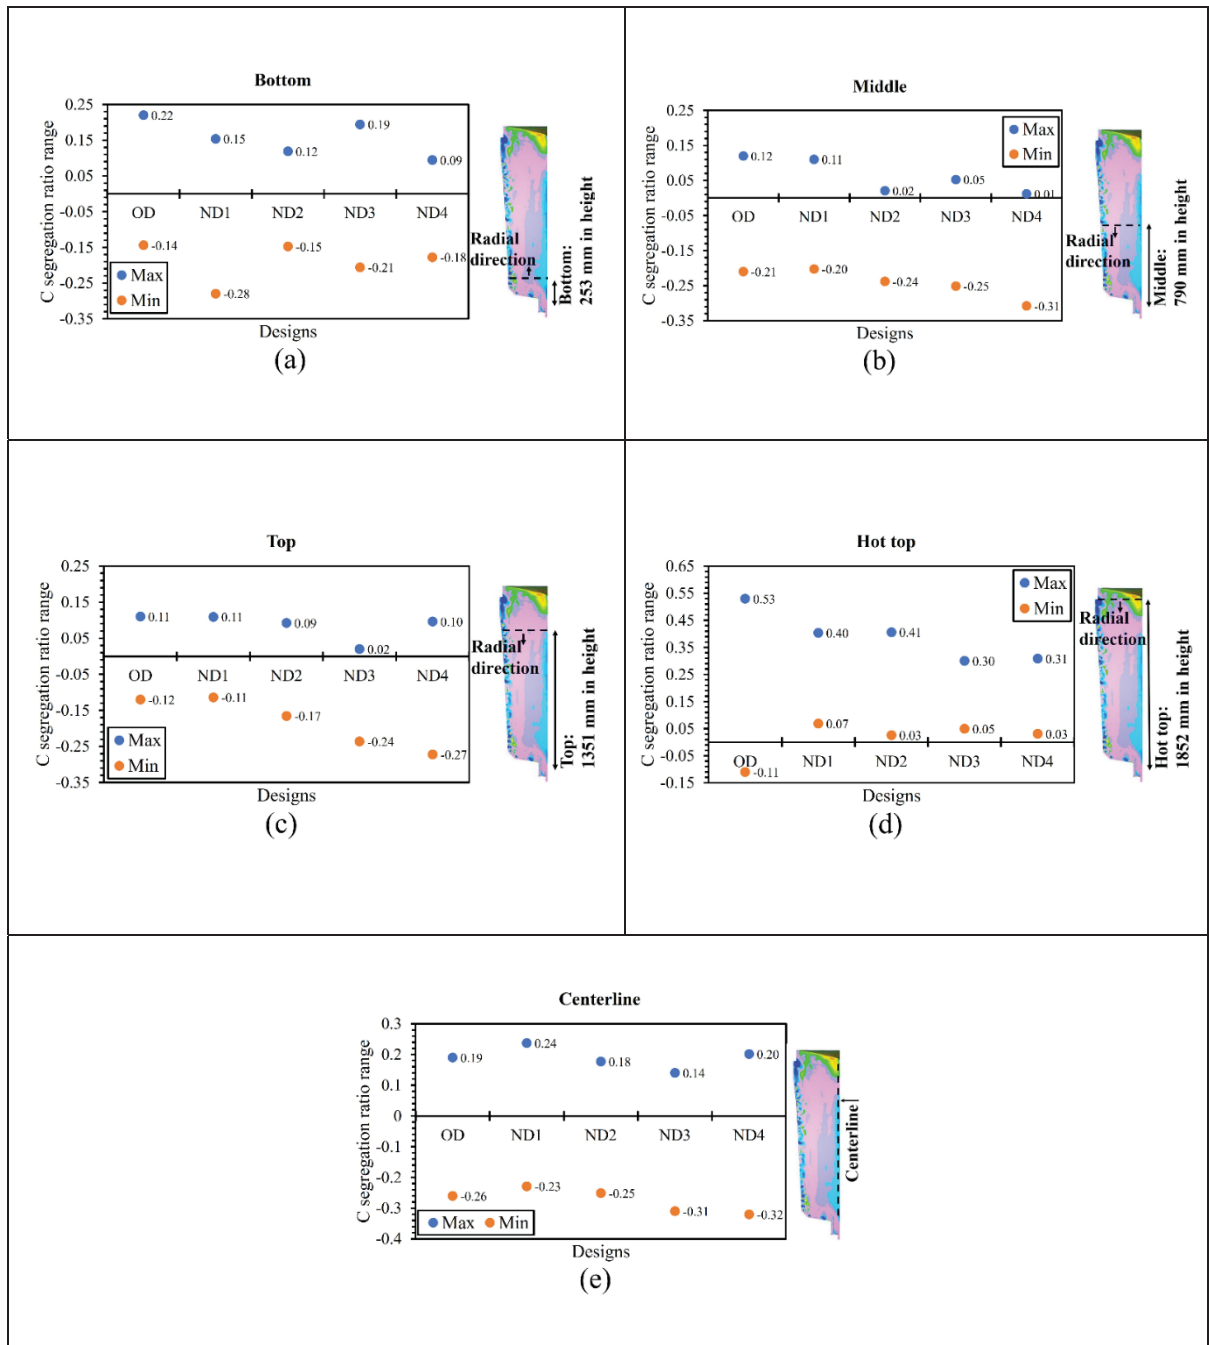 Bottom
C segregation ratio range
0.25
0.15
0.05
-0.05
-0.15
-0.25
-0.35
0.22
0.15
0.12
0.19
0.09
OD ND1 ND2 ND3 ND4
-0.14
-0.28
-0.15
-0.21
-0.18
Max
Min
Designs
Radial
direction
Bottom:
253 mm in height
(a)
Middle
C segregation ratio range
0.25
0.15
0.05
-0.05
-0.15
-0.25
-0.35
Max
Min
0.12
0.11
0.02
0.05
0.01
OD ND1 ND2 ND3 ND4
-0.21
-0.20
-0.24
-0.25
-0.31
Designs
Radial
direction
Middle:
790 mm in height
(b)
Top
C segregation ratio range
0.25
0.15
0.05
-0.05
-0.15
-0.25
-0.35
0.11
0.11
0.09
0.02
0.10
OD ND1 ND2 ND3 ND4
-0.12
-0.11
-0.17
-0.24
-0.27
Max
Min
Designs
Radial
direction
Top:
1351 mm in height
(c)
Hot top
C segregation ratio range
0.65
0.55
0.45
0.35
0.25
0.15
0.05
-0.05
-0.15
Max
Min
0.53
0.40
0.41
0.30
0.31
0.07
0.03
0.05
0.03
OD ND1 ND2 ND3 ND4
-0.11
Designs
Radial
direction
Hot top:
1852 mm in height
(d)
Centerline
C segregation ratio range
0.3
0.2
0.1
0
-0.1
-0.2
-0.3
-0.4
0.19
0.24
0.18
0.14
0.20
OD ND1 ND2 ND3 ND4
-0.26
-0.23
-0.25
-0.31
-0.32
Max Min
Designs
Centerline
(e)